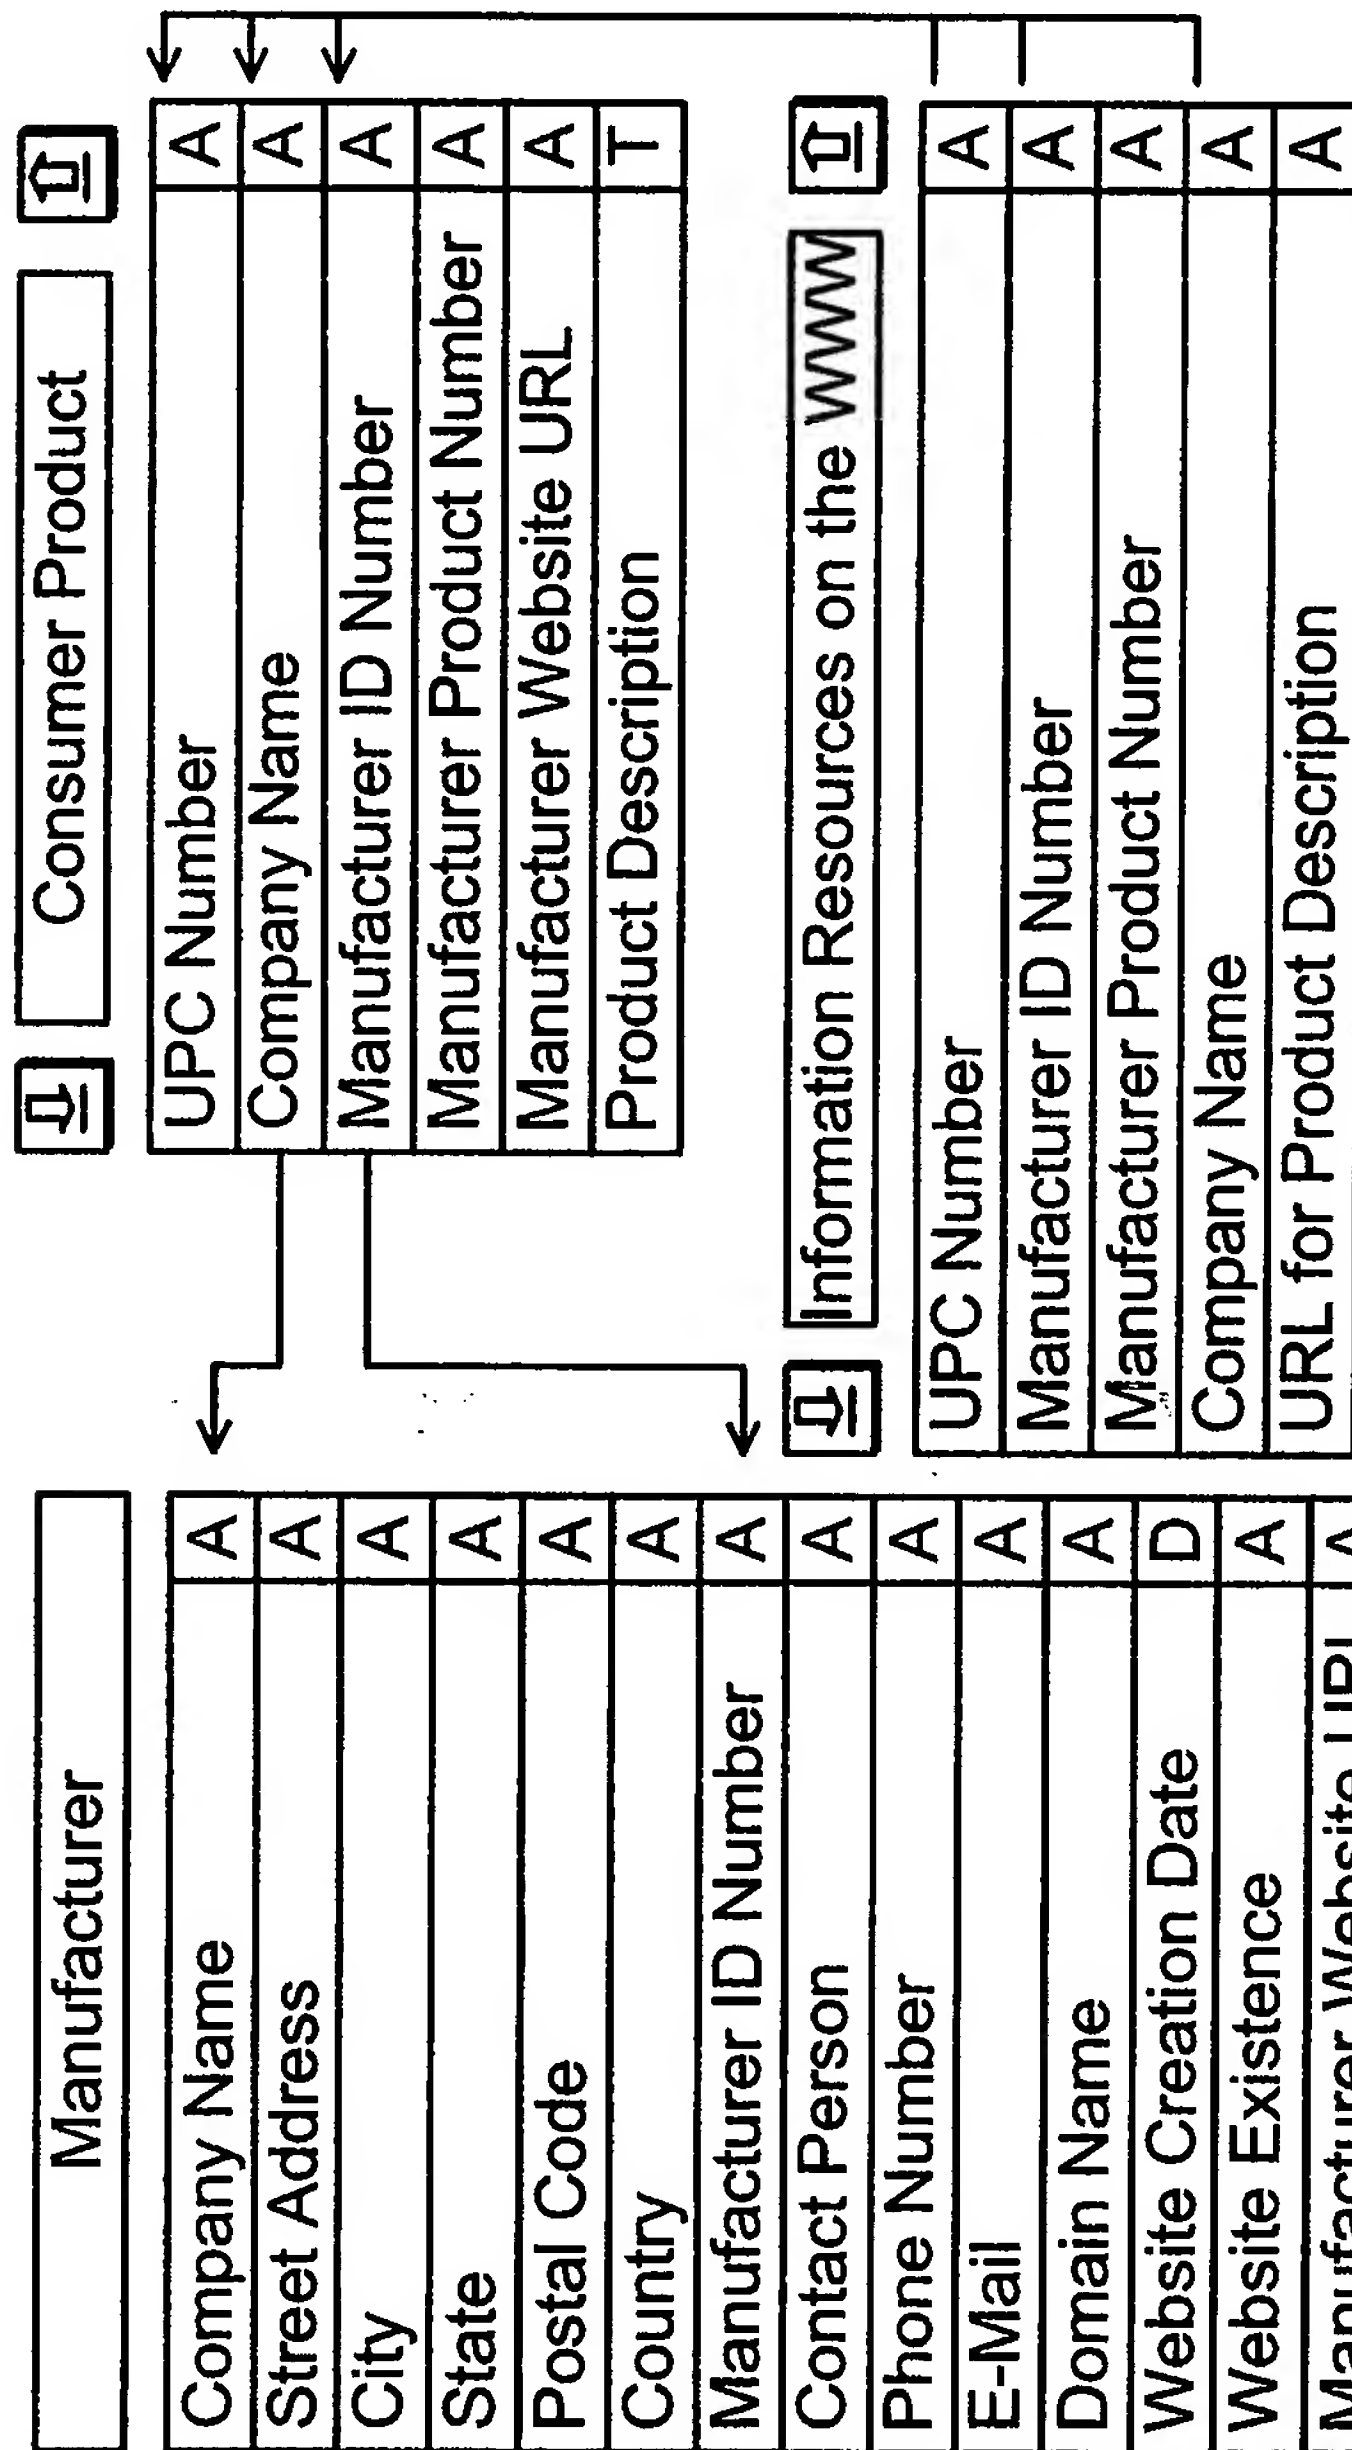 Manufacturer
Company Name A
Street Address A
City A
State A
Postal Code A
Country A
Manufacturer ID Number A
Contact Person A
Phone Number A
E-Mail A
Domain Name A
Website Creation Date D
Website Existence A
Manufacturer Website URL A
Consumer Product
UPC Number A
Company Name A
Manufacturer ID Number A
Manufacturer Product Number A
Manufacturer Website URL A
Product Description T
Information Resources on the WWW
UPC Number A
Manufacturer ID Number A
Manufacturer Product Number A
Company Name A
URL for Product Description A